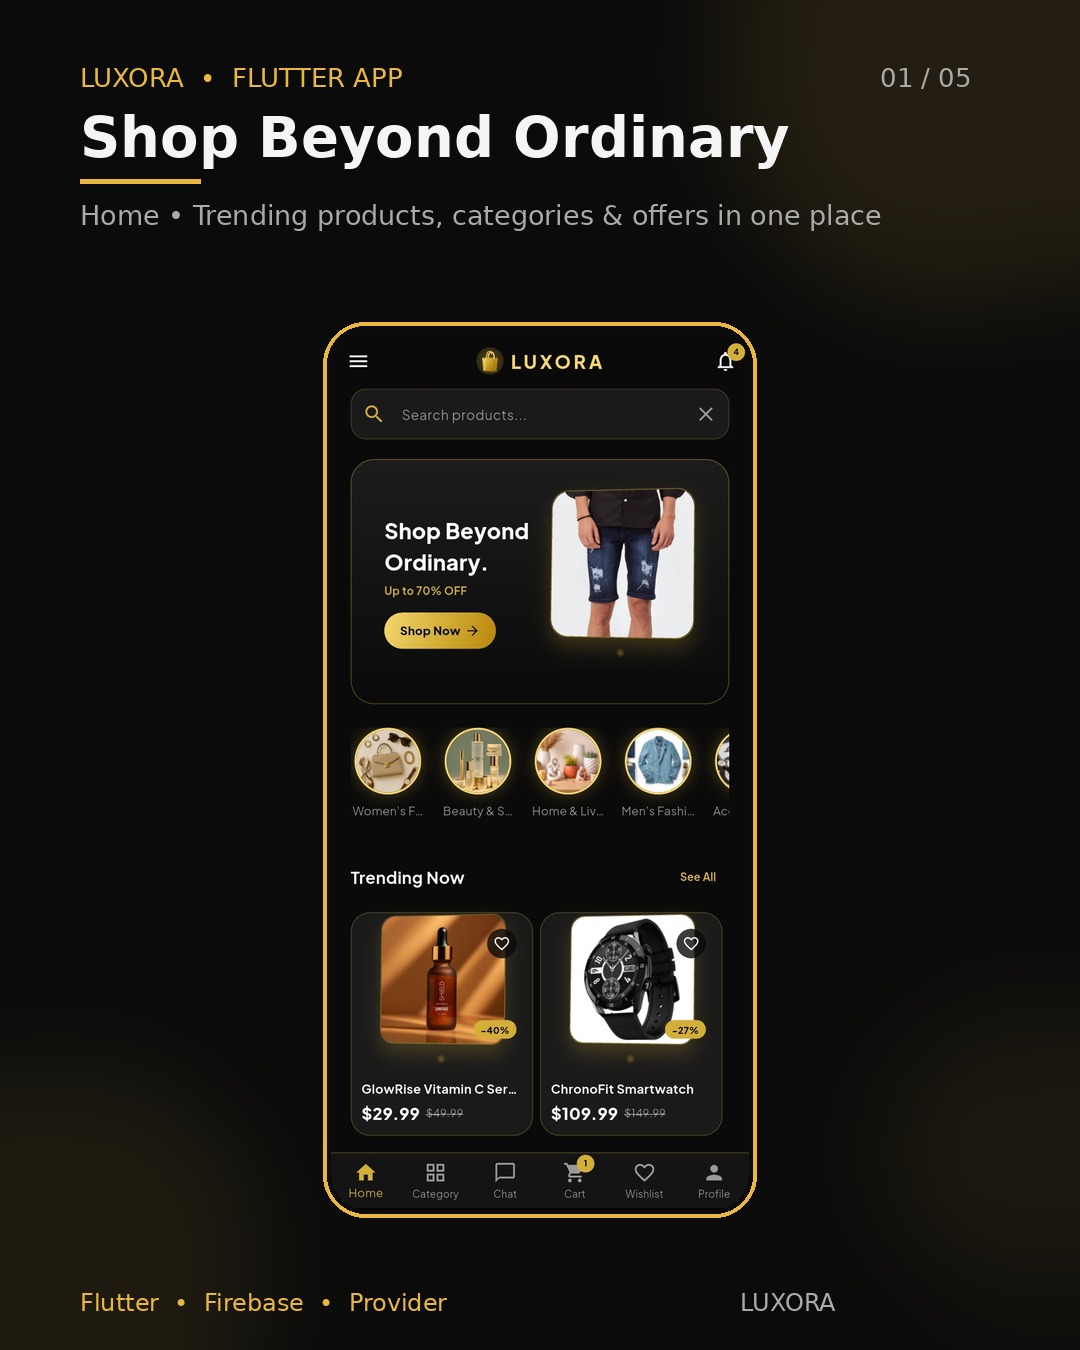 LUXORA • FLUTTER APP
01 / 05
Shop Beyond Ordinary
Home • Trending products, categories & offers in one place
LUXORA
4
Search products...
Shop Beyond
Ordinary.
Up to 70% OFF
Shop Now →
Women's F...
Beauty & S...
Home & Liv...
Men's Fashi...
Ac
Trending Now
See All
SHIELD
-40%
-27%
GlowRise Vitamin C Ser...
ChronoFit Smartwatch
$29.99 $49.99
$109.99 $149.99
1
Home
Category
Chat
Cart
Wishlist
Profile
Flutter • Firebase • Provider
LUXORA